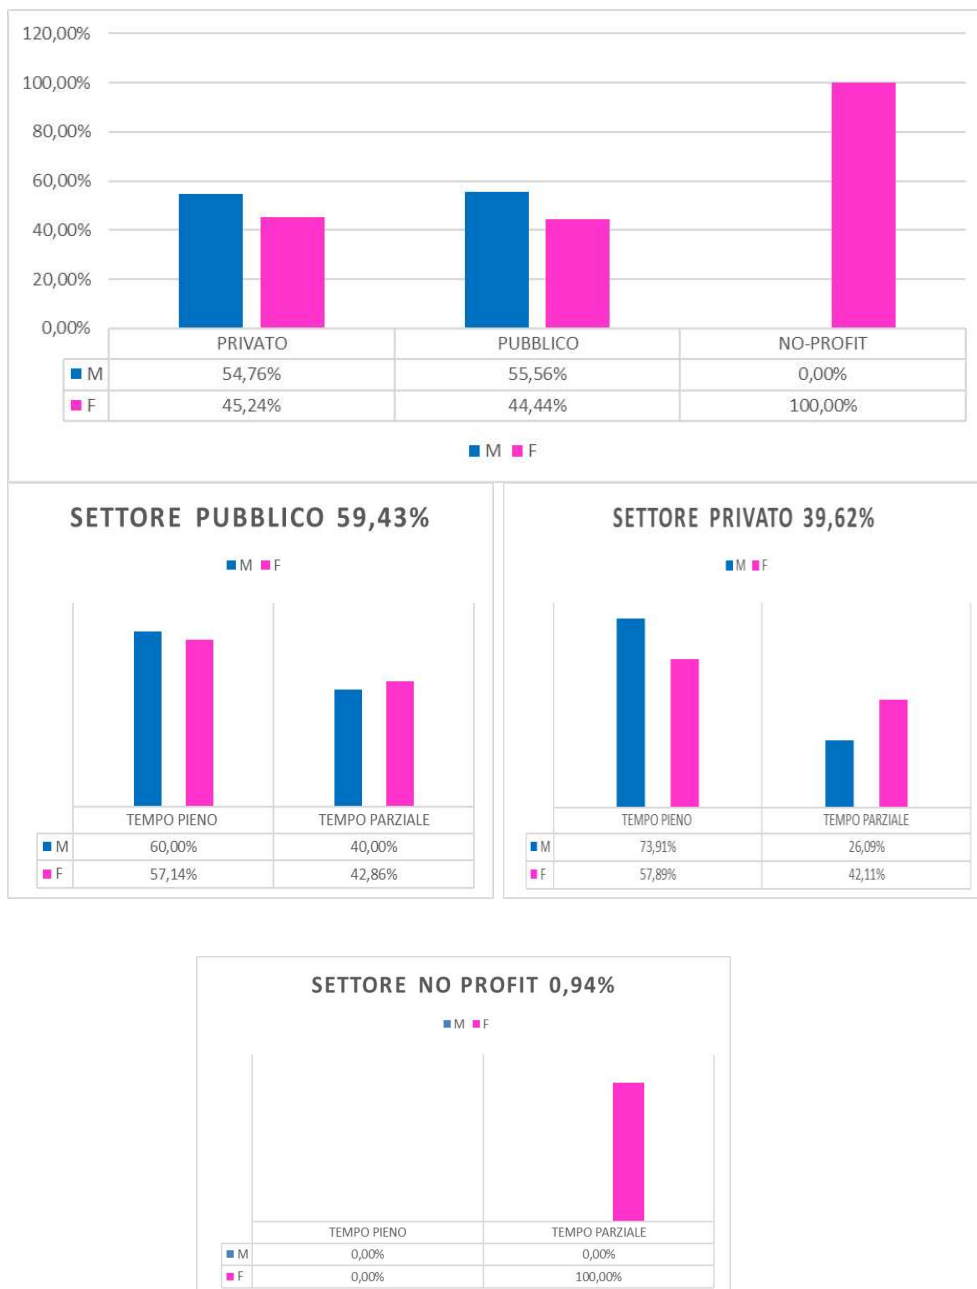 120,00%
100,00%
80,00%
60,00%
40,00%
20,00%
0,00%
PRIVATO PUBBLICO NO-PROFIT
M 54,76% 55,56% 0,00%
F 45,24% 44,44% 100,00%
M F
SETTORE PUBBLICO 59,43%
M F
TEMPO PIENO TEMPO PARZIALE
M 60,00% 40,00%
F 57,14% 42,86%
SETTORE PRIVATO 39,62%
M F
TEMPO PIENO TEMPO PARZIALE
M 73,91% 26,09%
F 57,89% 42,11%
SETTORE NO PROFIT 0,94%
M F
TEMPO PIENO TEMPO PARZIALE
M 0,00% 0,00%
F 0,00% 100,00%